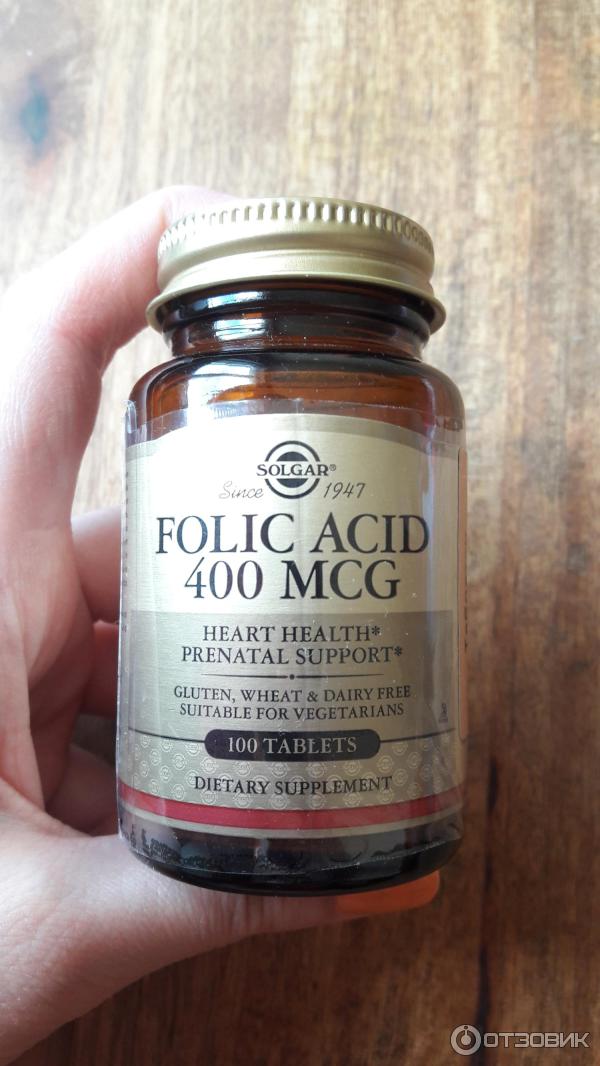 SOLGAR®
Since 1947
FOLIC ACID
400 MCG
HEART HEALTH*
PRENATAL SUPPORT*
GLUTEN, WHEAT & DAIRY FREE
SUITABLE FOR VEGETARIANS
100 TABLETS
DIETARY SUPPLEMENT
ОТЗОВИК